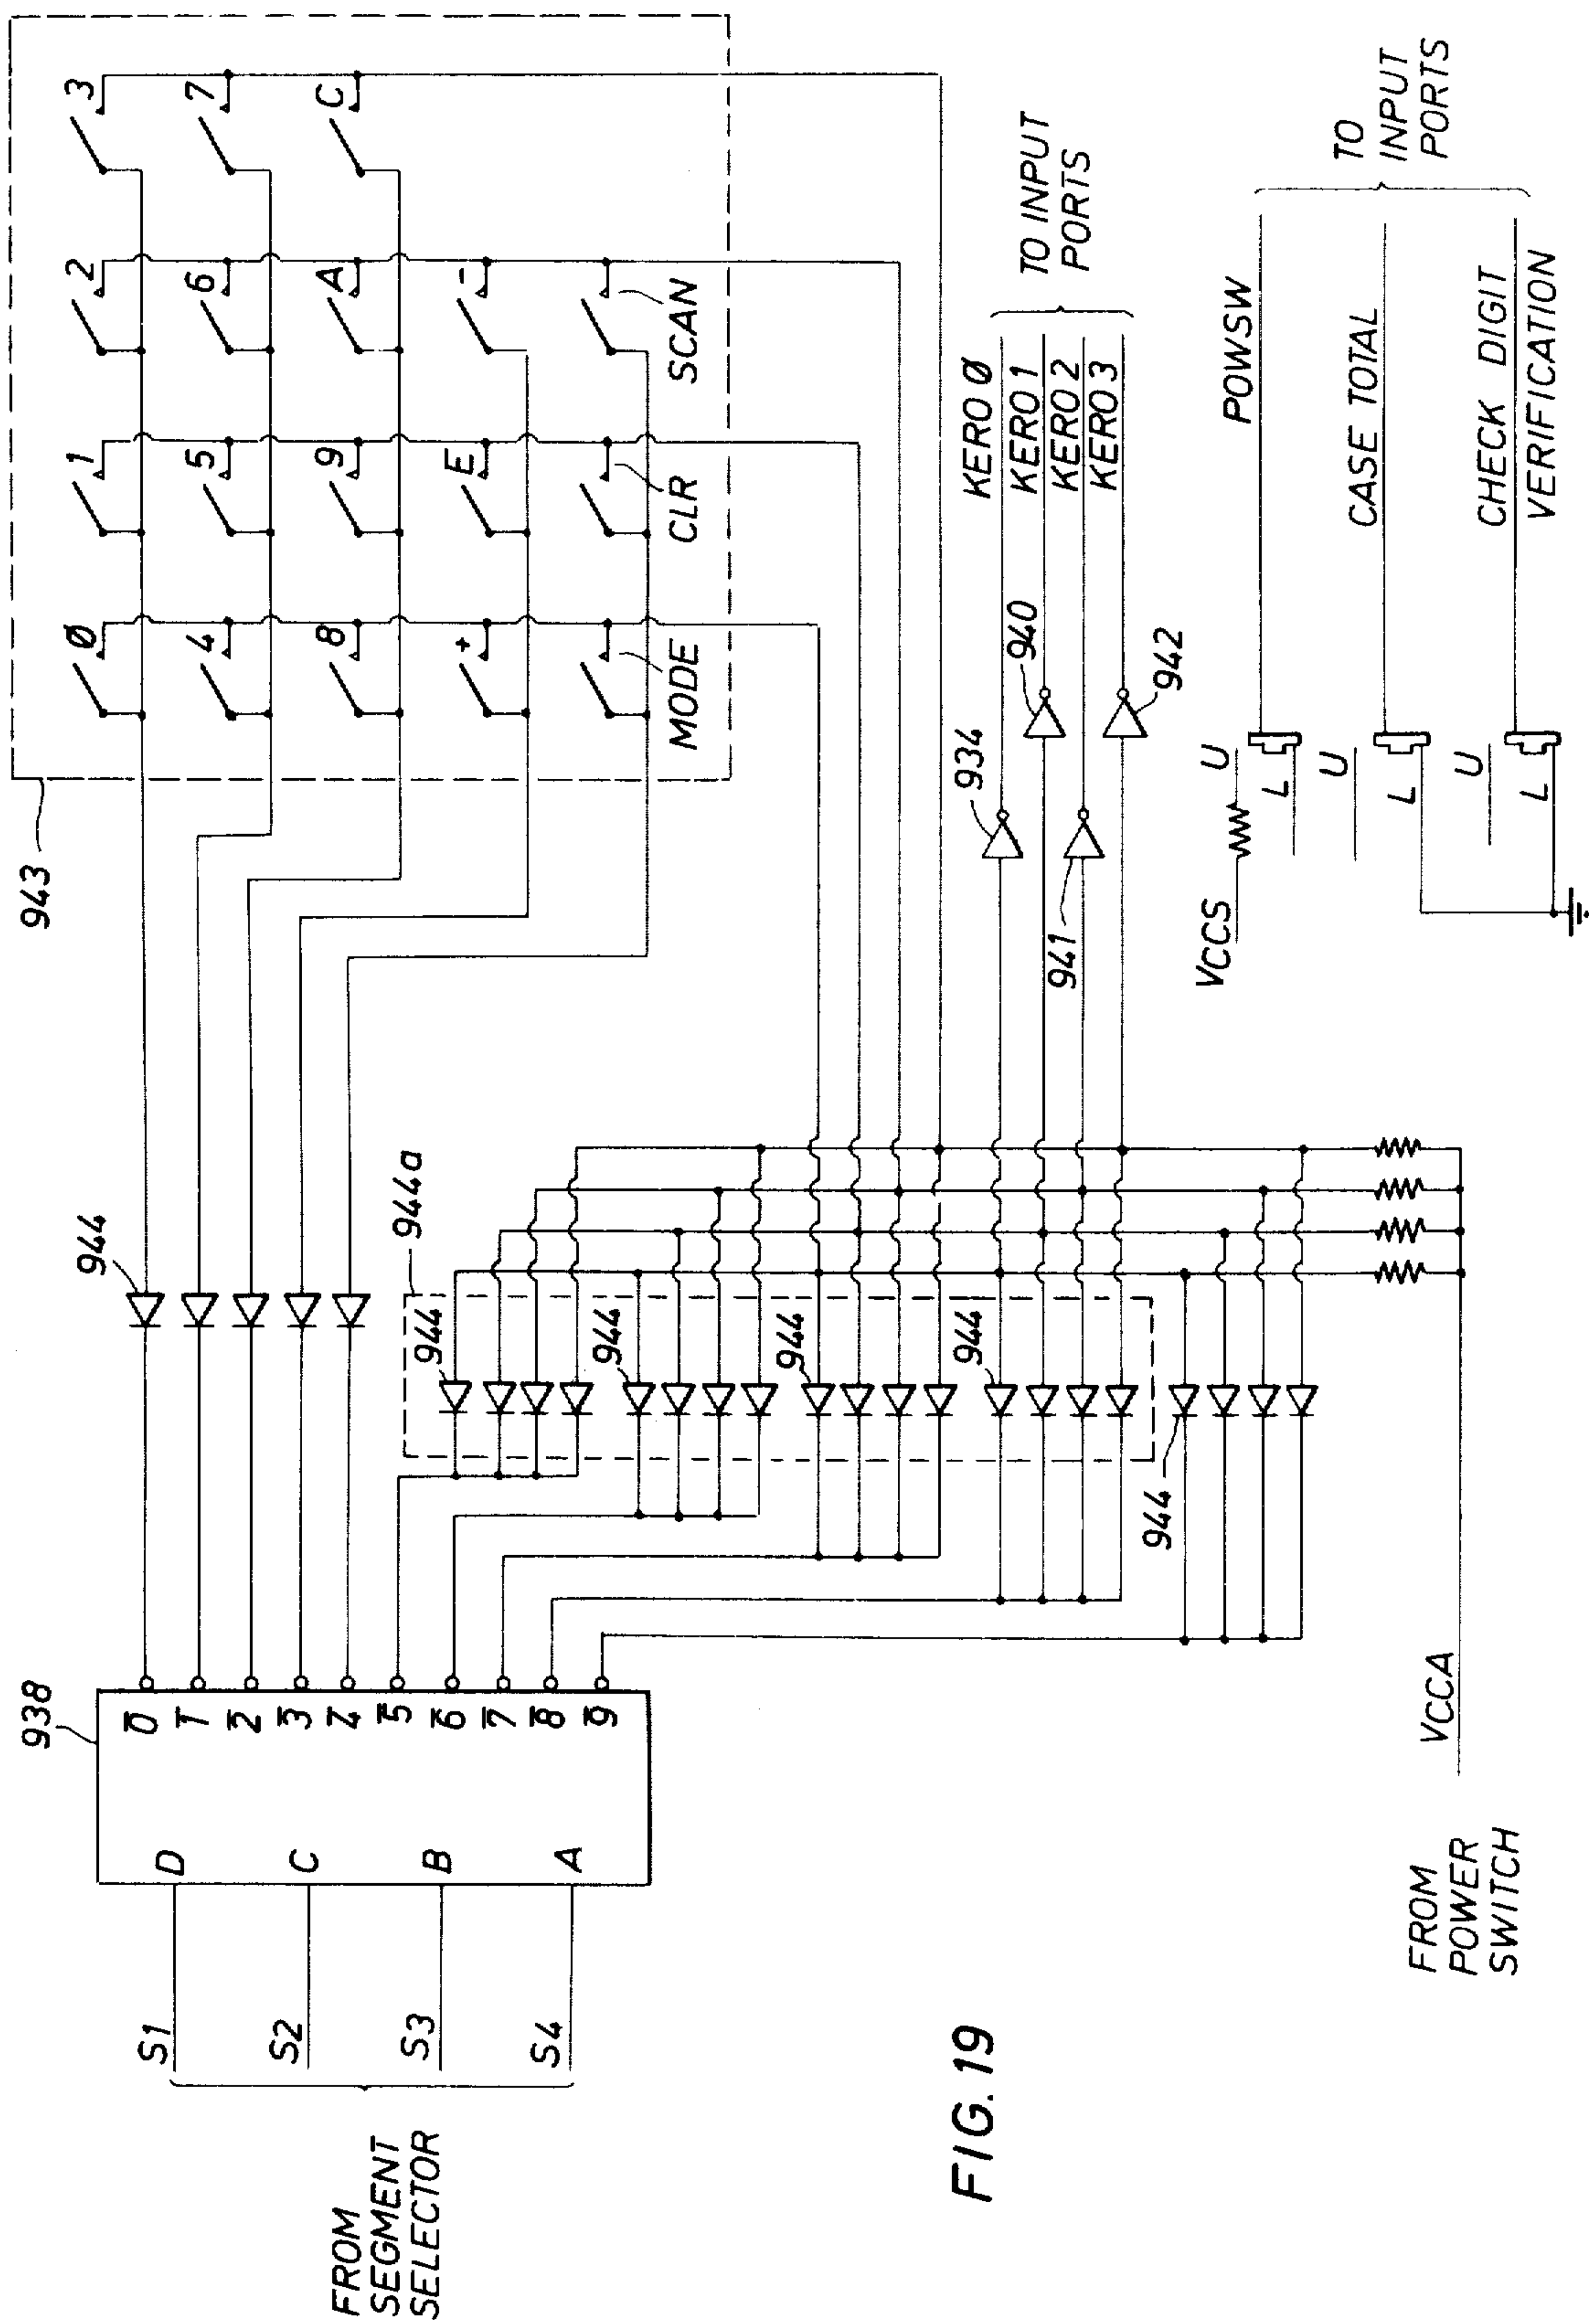 FIG. 19
FROM
SEGMENT
SELECTOR
S1
S2
S3
S4
938
D
C
B
A
0
1
2
3
4
5
6
7
8
9
944
944a
944
944
944
944
944
943
Ø
1
2
3
4
5
6
7
8
9
A
C
+
E
-
MODE
CLR
SCAN
934
940
941
942
KERO Ø
KERO 1
KERO 2
KERO 3
TO INPUT
PORTS
FROM
POWER
SWITCH
VCCA
VCCS
U
L
U
L
U
L
POWSW
CASE TOTAL
CHECK DIGIT
VERIFICATION
TO
INPUT
PORTS